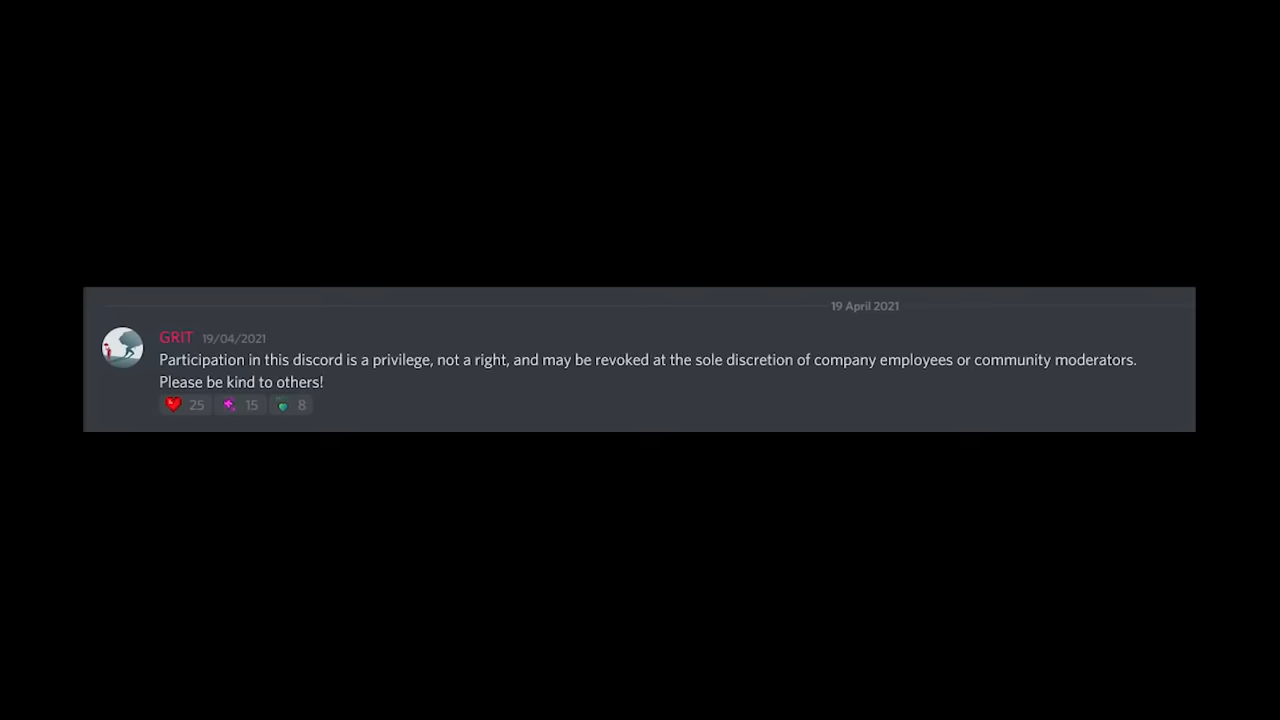 19 April 2021
GRIT 19/04/2021
Participation in this discord is a privilege, not a right, and may be revoked at the sole discretion of company employees or community moderators.
Please be kind to others!
25 15 8